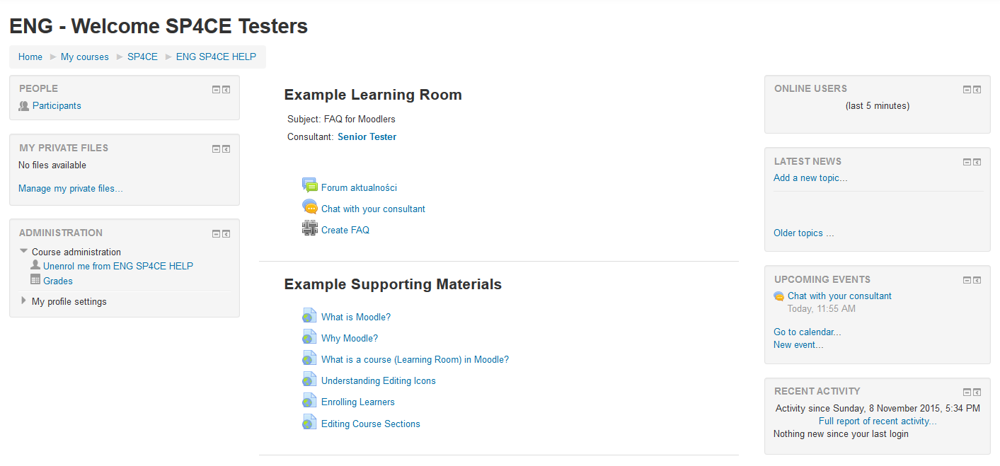 ENG - Welcome SP4CE Testers
Home My courses SP4CE ENG SP4CE HELP
PEOPLE
Participants
MY PRIVATE FILES
No files available
Manage my private files...
ADMINISTRATION
Course administration
Unenrol me from ENG SP4CE HELP
Grades
My profile settings
Example Learning Room
Subject: FAQ for Moodlers
Consultant: Senior Tester
Forum aktualności
Chat with your consultant
Create FAQ
Example Supporting Materials
What is Moodle?
Why Moodle?
What is a course (Learning Room) in Moodle?
Understanding Editing Icons
Enrolling Learners
Editing Course Sections
ONLINE USERS
(last 5 minutes)
LATEST NEWS
Add a new topic...
Older topics ...
UPCOMING EVENTS
Chat with your consultant
Today, 11:55 AM
Go to calendar...
New event...
RECENT ACTIVITY
Activity since Sunday, 8 November 2015, 5:34 PM
Full report of recent activity...
Nothing new since your last login